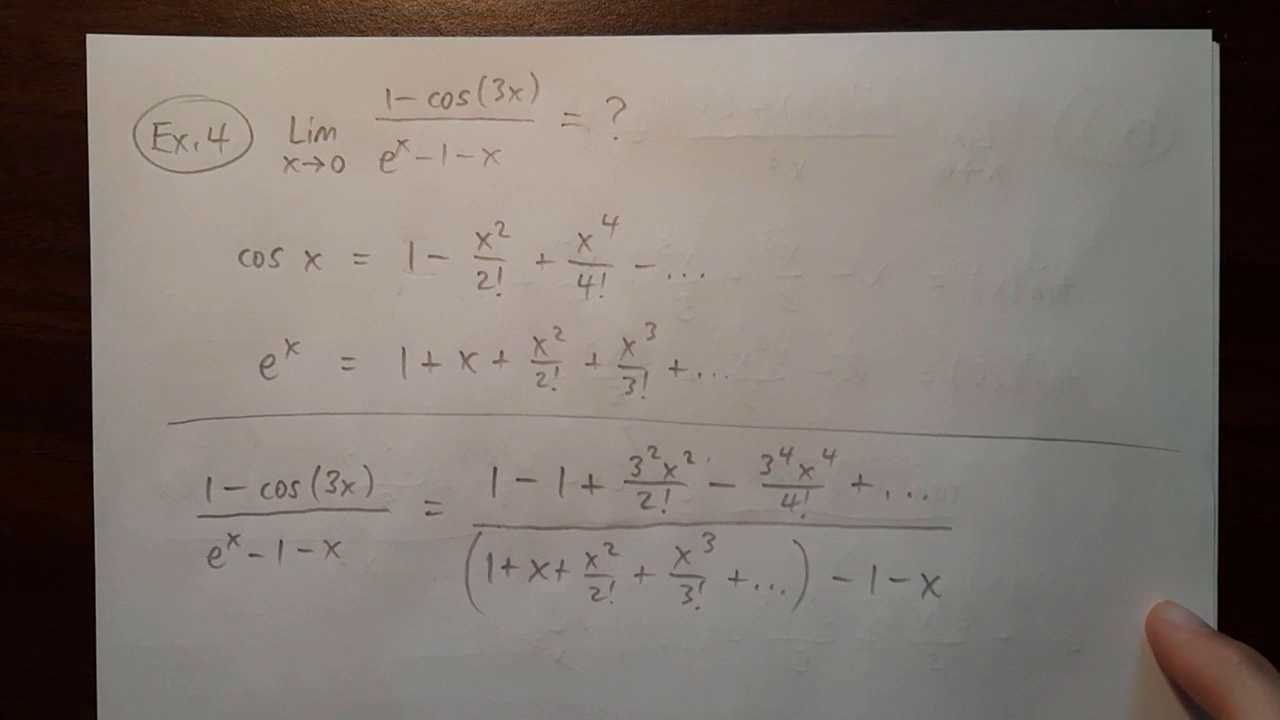 Ex. 4 Lim x→0 (1 - cos(3x))/(e^x - 1 - x) = ?
cos x = 1 - x^2/2! + x^4/4! - ...
e^x = 1 + x + x^2/2! + x^3/3! + ...
(1 - cos(3x))/(e^x - 1 - x) = (1 - 1 + 3^2x^2/2! - 3^4x^4/4! + ...)/((1 + x + x^2/2! + x^3/3! + ...) - 1 - x)